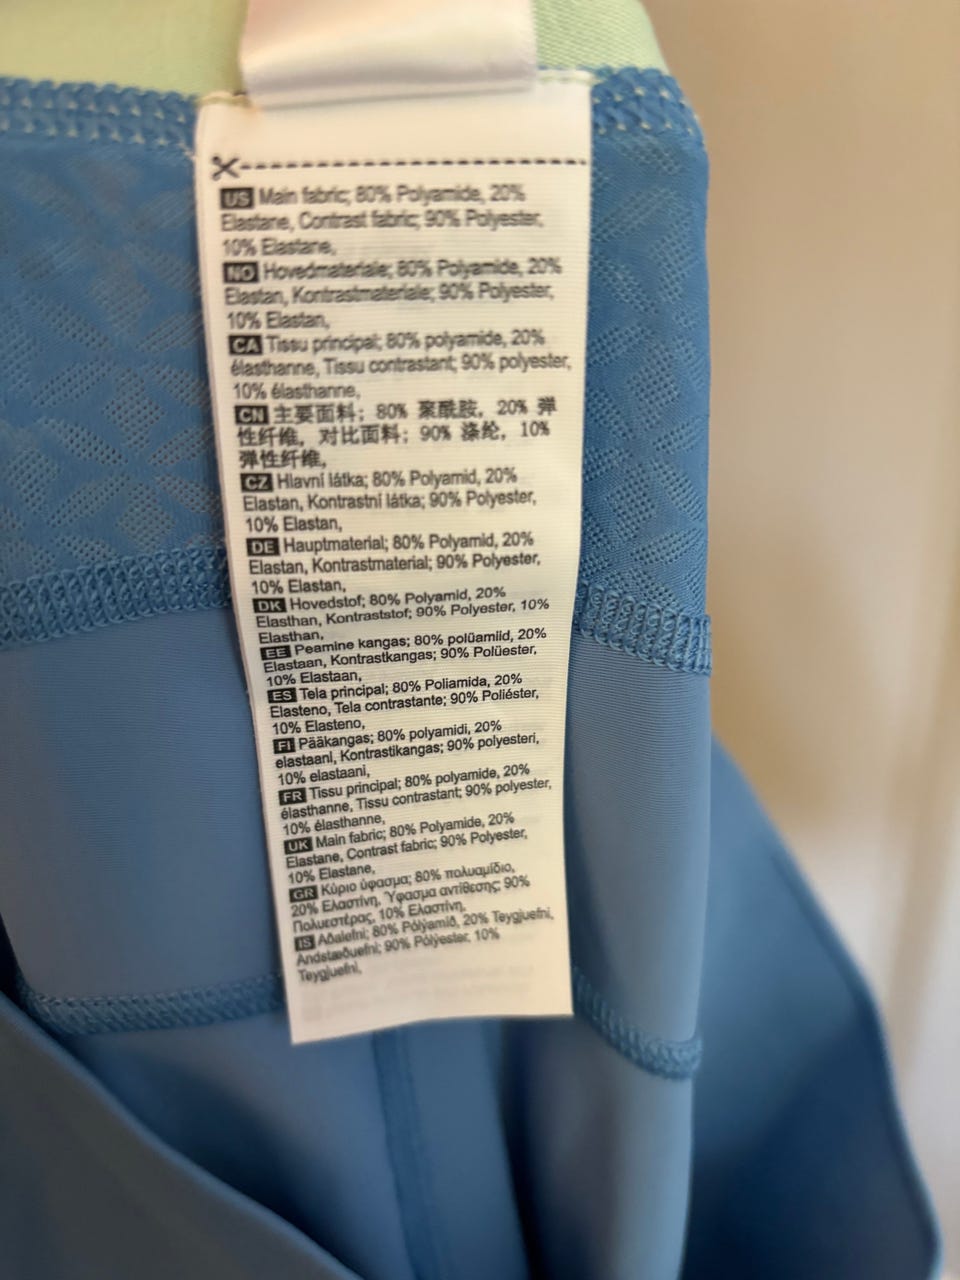 US Main fabric; 80% Polyamide, 20%
Elastane, Contrast fabric; 90% Polyester,
10% Elastane,
NO Hovedmateriale; 80% Polyamide, 20%
Elastan, Kontrastmateriale; 90% Polyester,
10% Elastan,
CA Tissu principal; 80% polyamide, 20%
élasthanne, Tissu contrastant; 90% polyester,
10% élasthanne,
CN 主要面料; 80% 聚酰胺, 20% 弹
性纤维, 对比面料; 90% 涤纶, 10%
弹性纤维,
CZ Hlavní látka; 80% Polyamid, 20%
Elastan, Kontrastní látka; 90% Polyester,
10% Elastan,
DE Hauptmaterial; 80% Polyamid, 20%
Elastan, Kontrastmaterial; 90% Polyester,
10% Elastan,
DK Hovedstof; 80% Polyamid, 20%
Elasthan, Kontraststof; 90% Polyester, 10%
Elasthan,
EE Peamine kangas; 80% polüamiid, 20%
Elastaan, Kontrastkangas; 90% Polüester,
10% Elastaan,
ES Tela principal; 80% Poliamida, 20%
Elasteno, Tela contrastante; 90% Poliéster,
10% Elasteno,
FI Pääkangas; 80% polyamidi, 20%
elastaani, Kontrastikangas; 90% polyesteri,
10% elastaani,
FR Tissu principal; 80% polyamide, 20%
élasthanne, Tissu contrastant; 90% polyester,
10% élasthanne,
UK Main fabric; 80% Polyamide, 20%
Elastane, Contrast fabric; 90% Polyester,
10% Elastane,
GR Κύριο ύφασμα; 80% πολυαμίδιο,
20% Ελαστίνη, Ύφασμα αντίθεσης; 90%
Πολυεστέρας, 10% Ελαστίνη,
IS Aðalefni; 80% Pólýamíð, 20% Teygjuefni,
Andstæðuefni; 90% Pólýester, 10%
Teygjuefni,